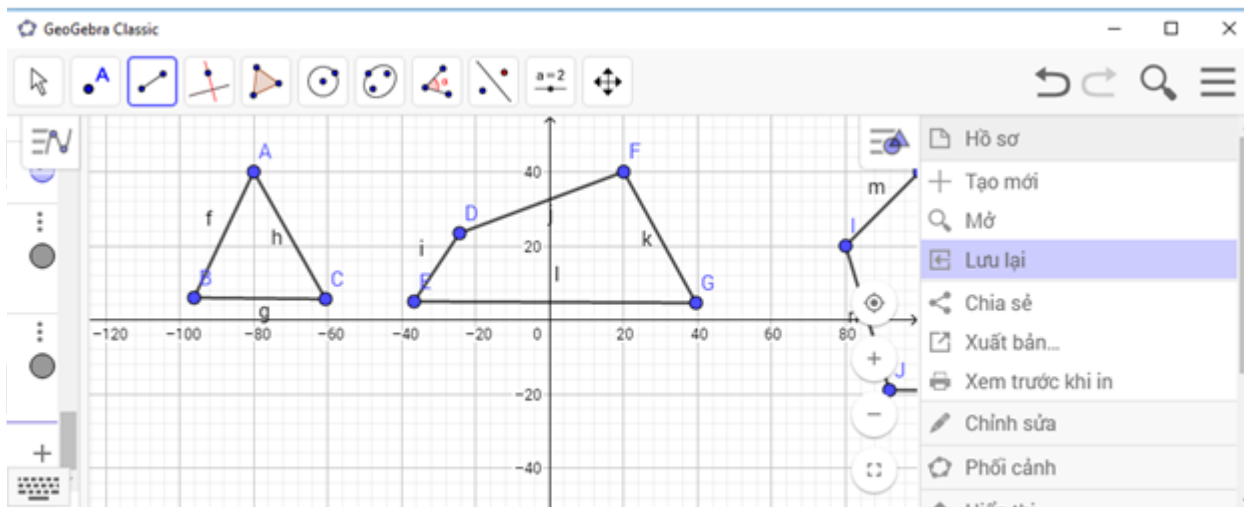 GeoGebra Classic
A
a=2
Hồ sơ
Tạo mới
Mở
Lưu lại
Chia sẻ
Xuất bản...
Xem trước khi in
Chỉnh sửa
Phối cảnh
A
F
40
D
f
h
j
k
m
I
i
20
B
C
E
l
G
g
r
-120
-100
-80
-60
-40
-20
0
20
40
60
80
J
-20
-40